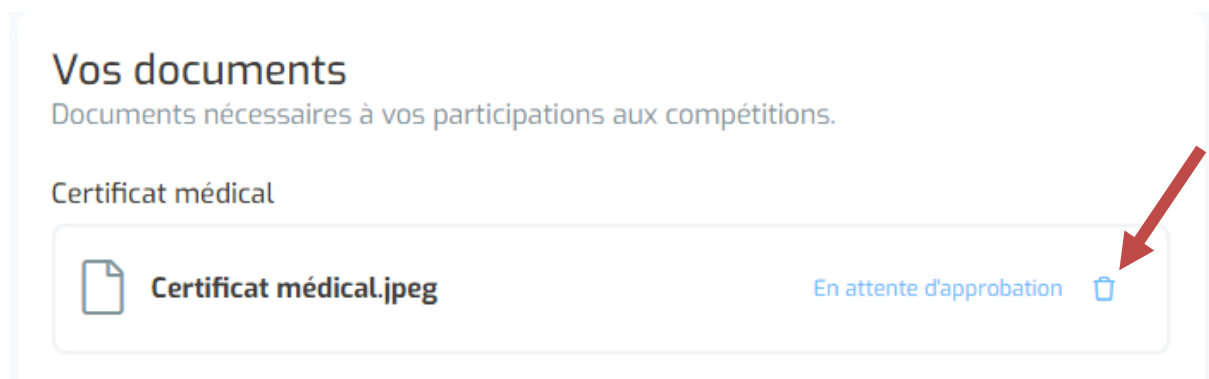 Vos documents
Documents nécessaires à vos participations aux compétitions.
Certificat médical
Certificat médical.jpeg En attente d'approbation